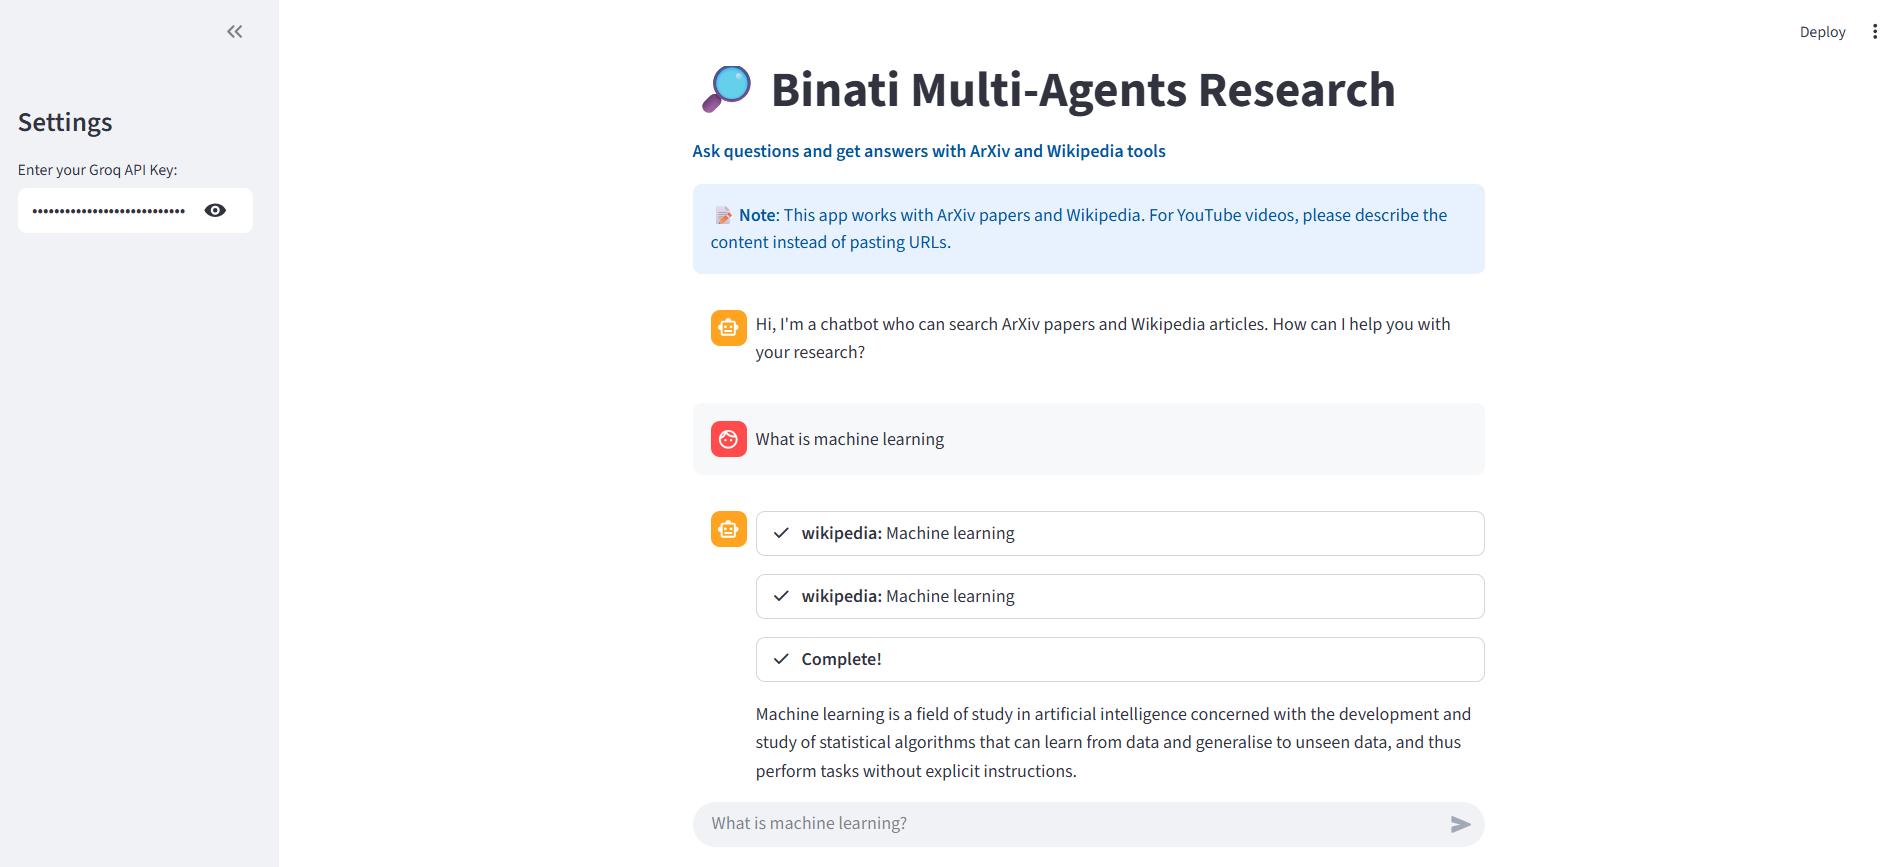 Deploy
Settings
Enter your Groq API Key:
Binati Multi-Agents Research
Ask questions and get answers with ArXiv and Wikipedia tools
Note: This app works with ArXiv papers and Wikipedia. For YouTube videos, please describe the
content instead of pasting URLs.
Hi, I'm a chatbot who can search ArXiv papers and Wikipedia articles. How can I help you with
your research?
What is machine learning
wikipedia: Machine learning
wikipedia: Machine learning
Complete!
Machine learning is a field of study in artificial intelligence concerned with the development and
study of statistical algorithms that can learn from data and generalise to unseen data, and thus
perform tasks without explicit instructions.
What is machine learning?